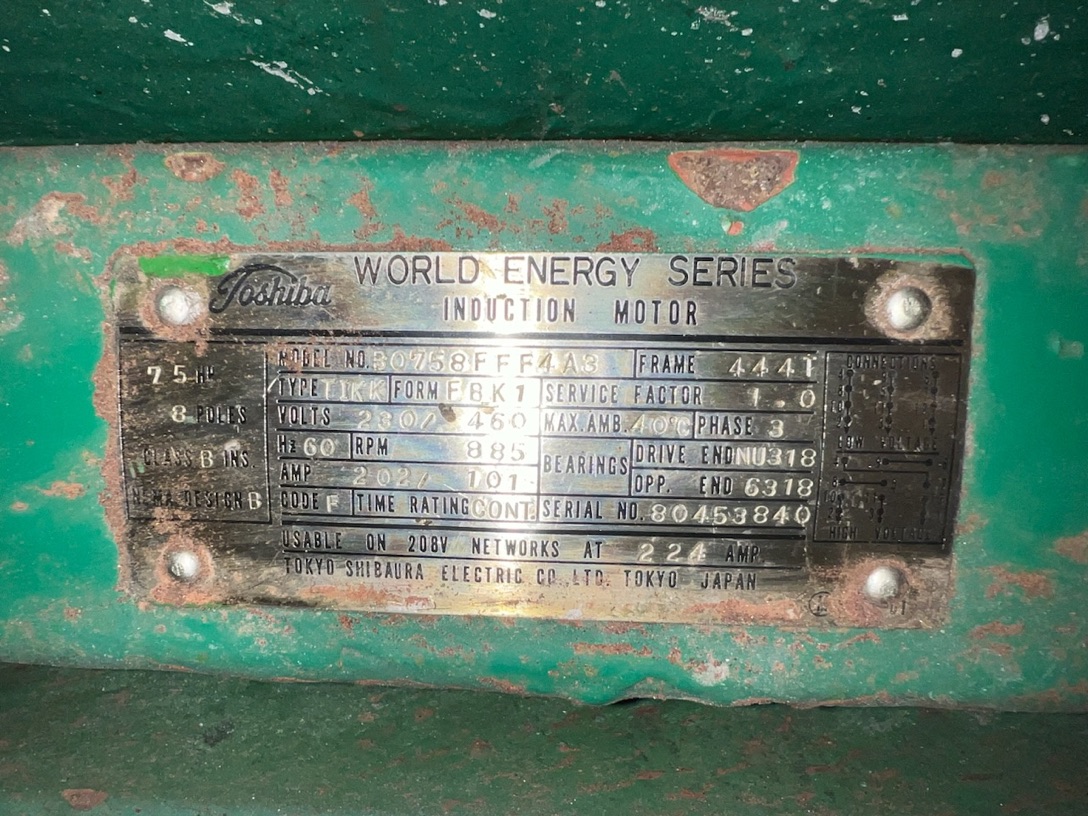 Toshiba WORLD ENERGY SERIES
INDUCTION MOTOR
75 HP
8 POLES
CLASS B INS.
NEMA DESIGN B
MODEL NO. B0758FFF4A3 FRAME 444T
TYPE TIKK FORM FBK1 SERVICE FACTOR 1.0
VOLTS 230/ 460 MAX. AMB. 40°C PHASE 3
Hz 60 RPM 885 BEARINGS DRIVE END NU318
AMP 202/ 101 OPP. END 6318
CODE F TIME RATING CONT SERIAL NO. 80453840
USABLE ON 208V NETWORKS AT 224 AMP.
TOKYO SHIBAURA ELECTRIC CO.,LTD. TOKYO JAPAN
CONNECTIONS
LOW VOLTAGE
HIGH VOLTAGE